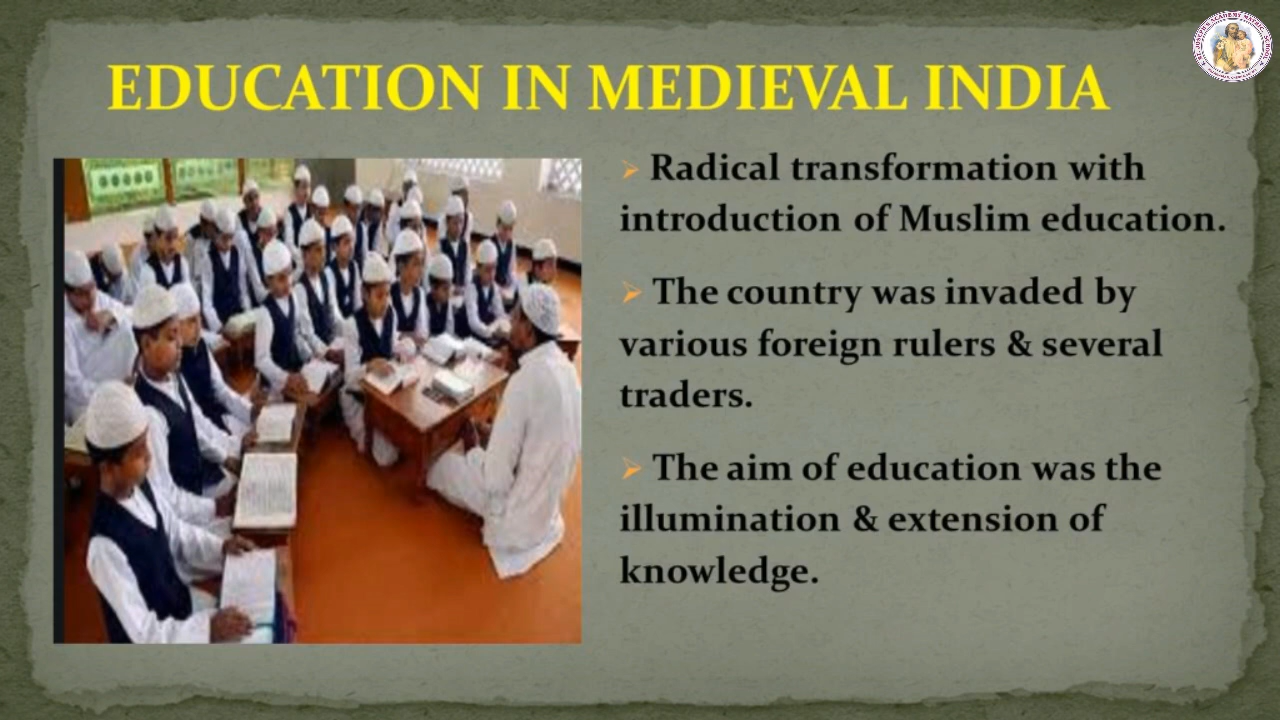 EDUCATION IN MEDIEVAL INDIA
➢ Radical transformation with
introduction of Muslim education.
➢ The country was invaded by
various foreign rulers & several
traders.
➢ The aim of education was the
illumination & extension of
knowledge.